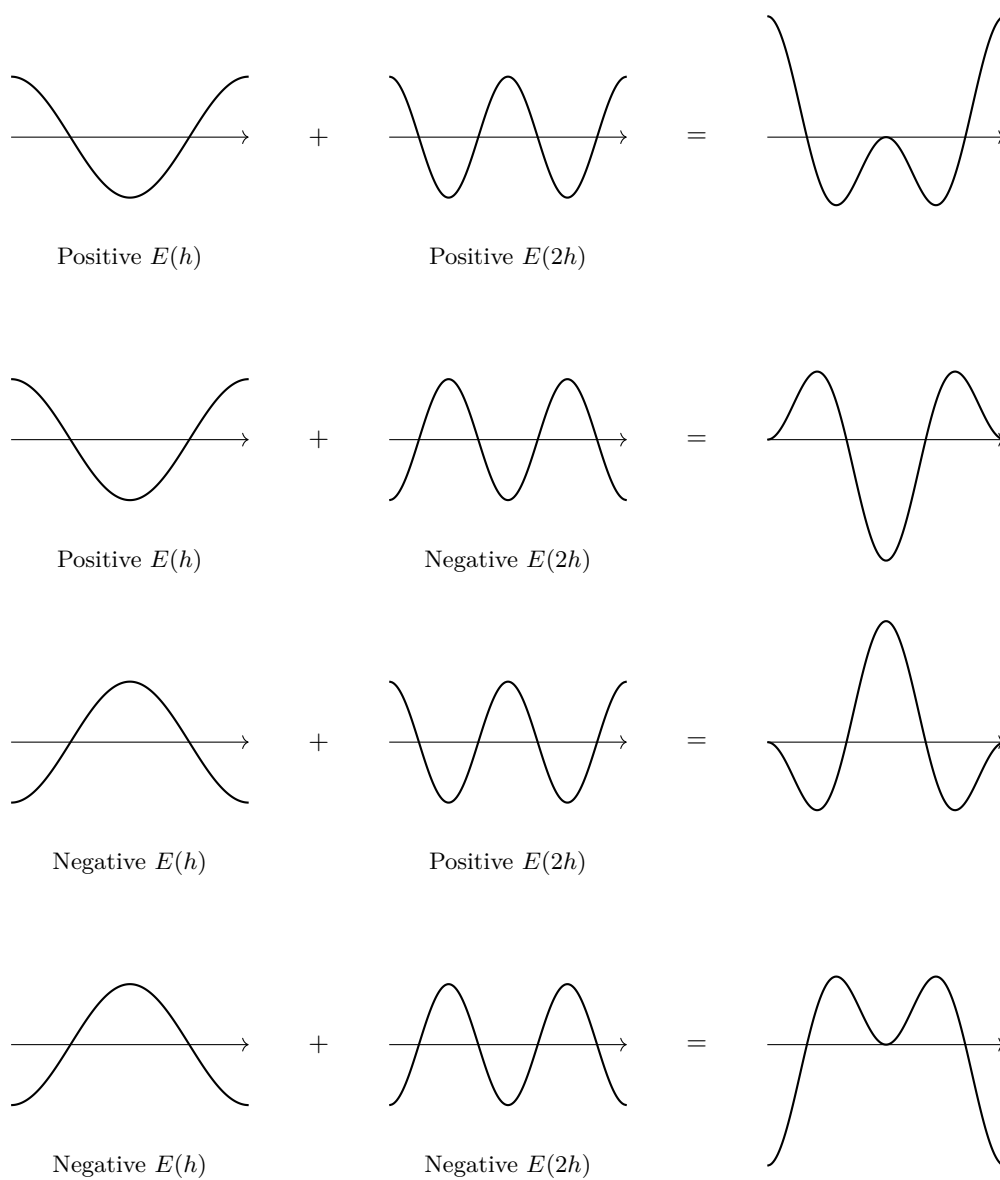 + =
Positive E(h) Positive E(2h)
+ =
Positive E(h) Negative E(2h)
+ =
Negative E(h) Positive E(2h)
+ =
Negative E(h) Negative E(2h)